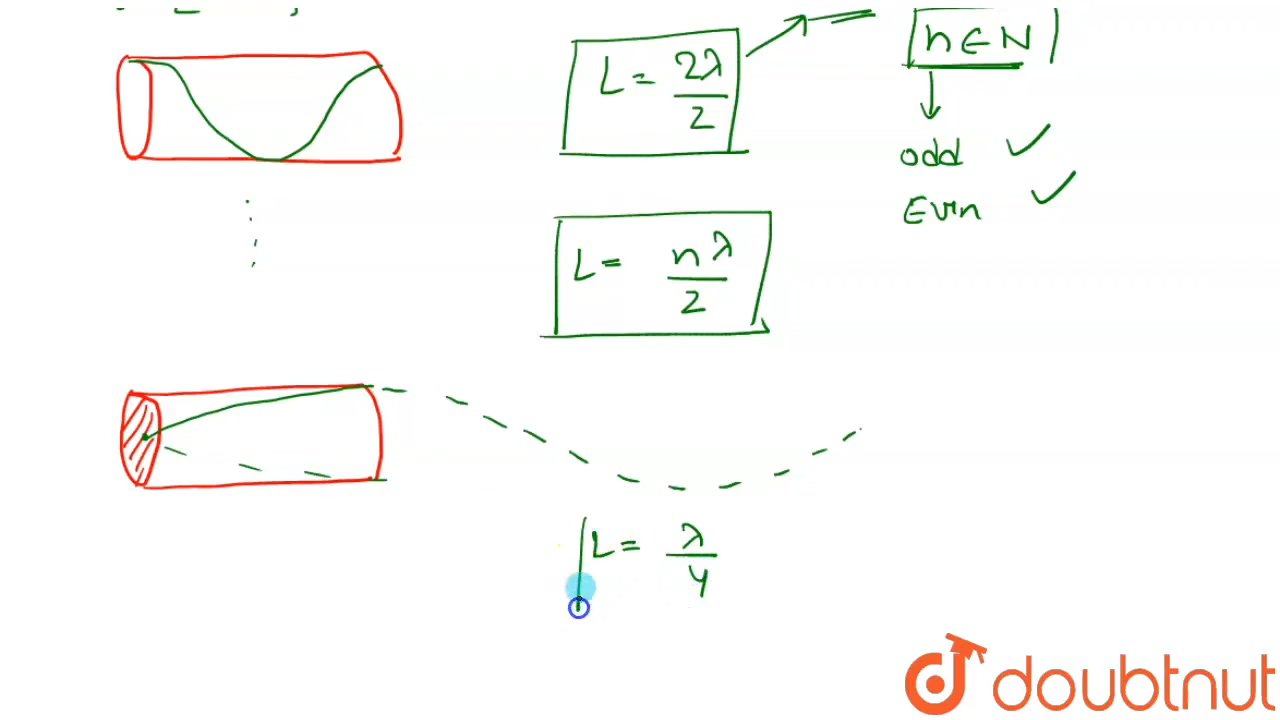 L = 2λ/2
n ∈ N
odd ✓
Even ✓
L = nλ/2
L = λ/4
doubtnut